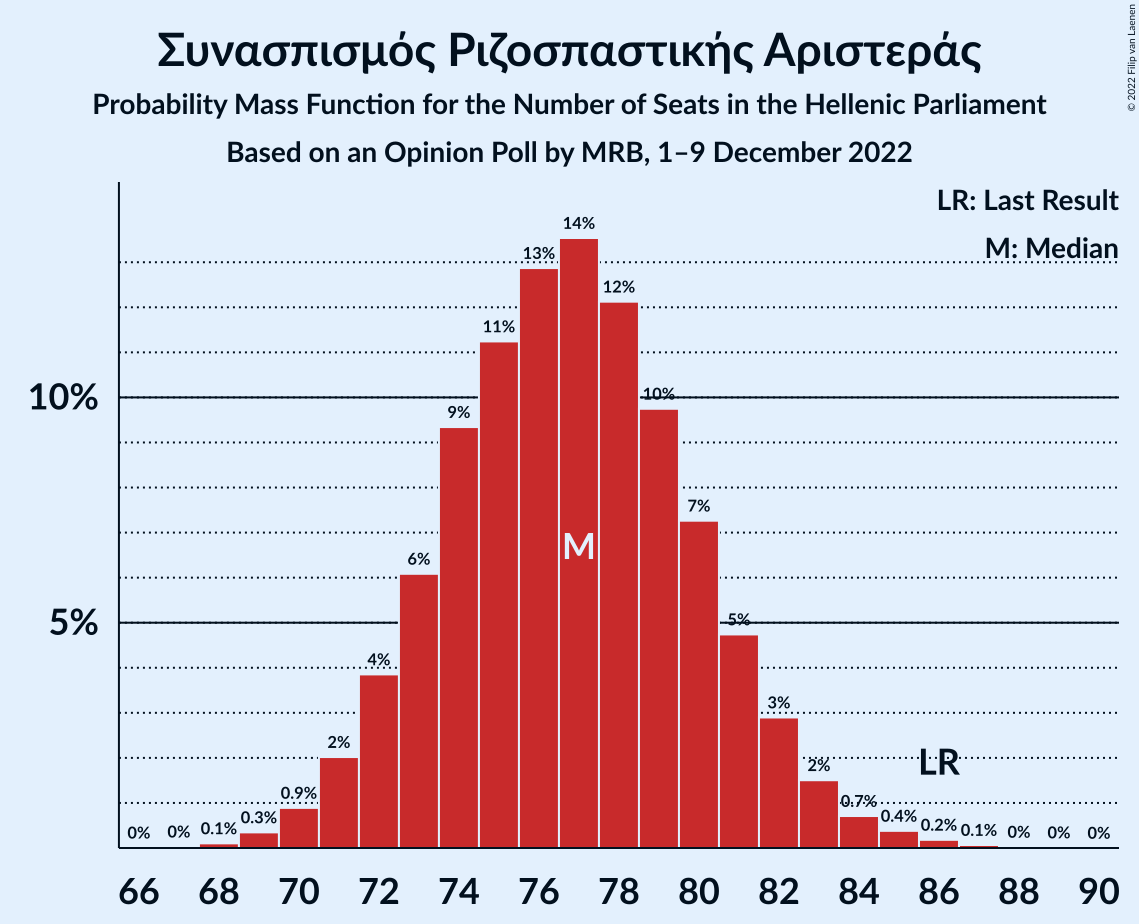 Συνασπισμός Ριζοσπαστικής Αριστεράς
Probability Mass Function for the Number of Seats in the Hellenic Parliament
Based on an Opinion Poll by MRB, 1–9 December 2022
© 2022 Filip van Laenen
LR: Last Result
M: Median
10%
5%
0% 0% 0.1% 0.3% 0.9% 2% 4% 6% 9% 11% 13% 14% 12% 10% 7% 5% 3% 2% 0.7% 0.4% 0.2% 0.1% 0% 0% 0%
M
LR
66 68 70 72 74 76 78 80 82 84 86 88 90